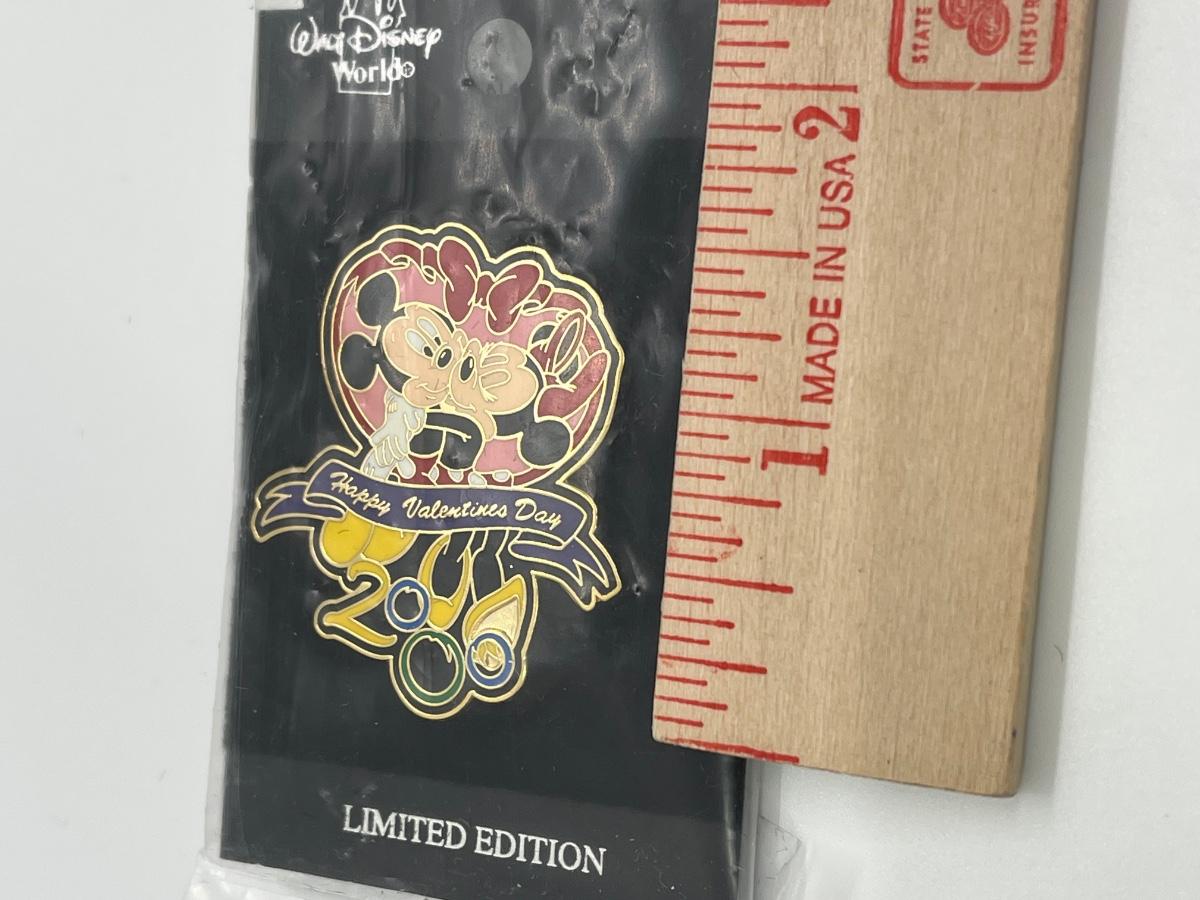 WALT DISNEY
World
Happy Valentines Day
2000
LIMITED EDITION
1
MADE IN USA
2
STATE
INSUR